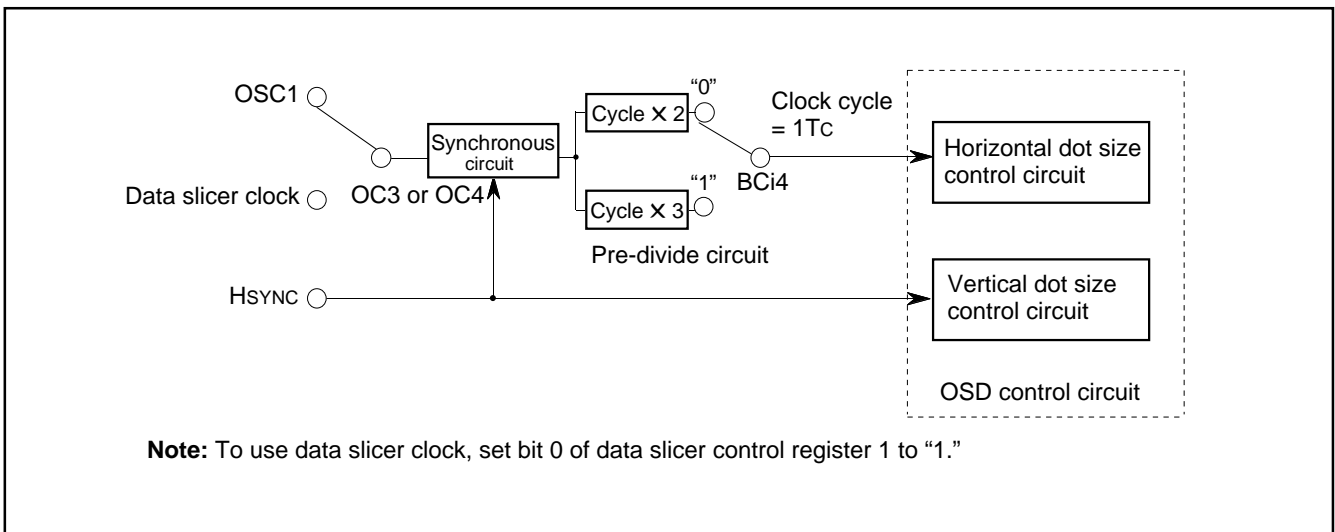 OSC1
Data slicer clock
OC3 or OC4
HSYNC
Synchronous
circuit
Cycle X 2
"0"
Cycle X 3
"1"
Pre-divide circuit
BCi4
Clock cycle
= 1TC
Horizontal dot size
control circuit
Vertical dot size
control circuit
OSD control circuit
Note: To use data slicer clock, set bit 0 of data slicer control register 1 to “1.”